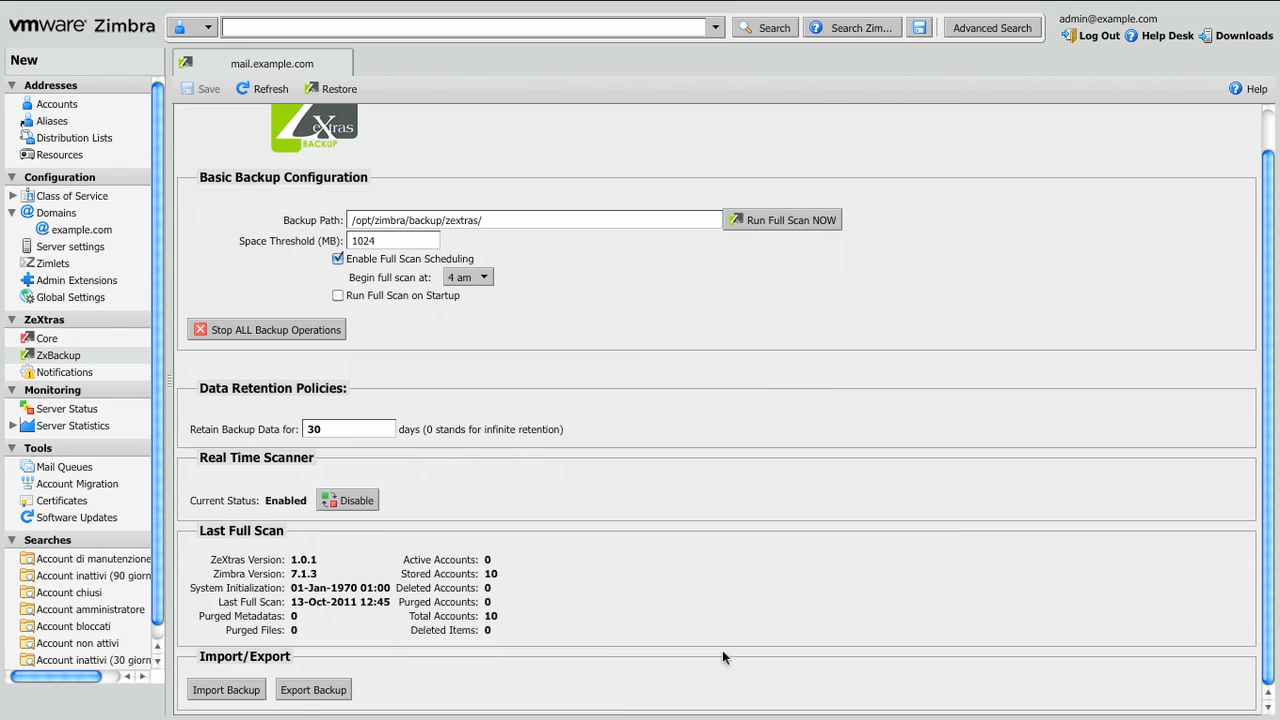 vmware Zimbra
Search
Search Zim...
Advanced Search
admin@example.com
Log Out
Help Desk
Downloads
New
mail.example.com
Save
Refresh
Restore
Help
Addresses
Accounts
Aliases
Distribution Lists
Resources
Configuration
Class of Service
Domains
example.com
Server settings
Zimlets
Admin Extensions
Global Settings
ZeXtras
Core
ZxBackup
Notifications
Monitoring
Server Status
Server Statistics
Tools
Mail Queues
Account Migration
Certificates
Software Updates
Searches
Account di manutenzione
Account inattivi (90 giorn
Account chiusi
Account amministratore
Account bloccati
Account non attivi
Account inattivi (30 giorn
ZeXtras
BACKUP
Basic Backup Configuration
Backup Path: /opt/zimbra/backup/zextras/ Run Full Scan NOW
Space Threshold (MB): 1024
Enable Full Scan Scheduling
Begin full scan at: 4 am
Run Full Scan on Startup
Stop ALL Backup Operations
Data Retention Policies:
Retain Backup Data for: 30 days (0 stands for infinite retention)
Real Time Scanner
Current Status: Enabled Disable
Last Full Scan
ZeXtras Version: 1.0.1 Active Accounts: 0
Zimbra Version: 7.1.3 Stored Accounts: 10
System Initialization: 01-Jan-1970 01:00 Deleted Accounts: 0
Last Full Scan: 13-Oct-2011 12:45 Purged Accounts: 0
Purged Metadatas: 0 Total Accounts: 10
Purged Files: 0 Deleted Items: 0
Import/Export
Import Backup
Export Backup